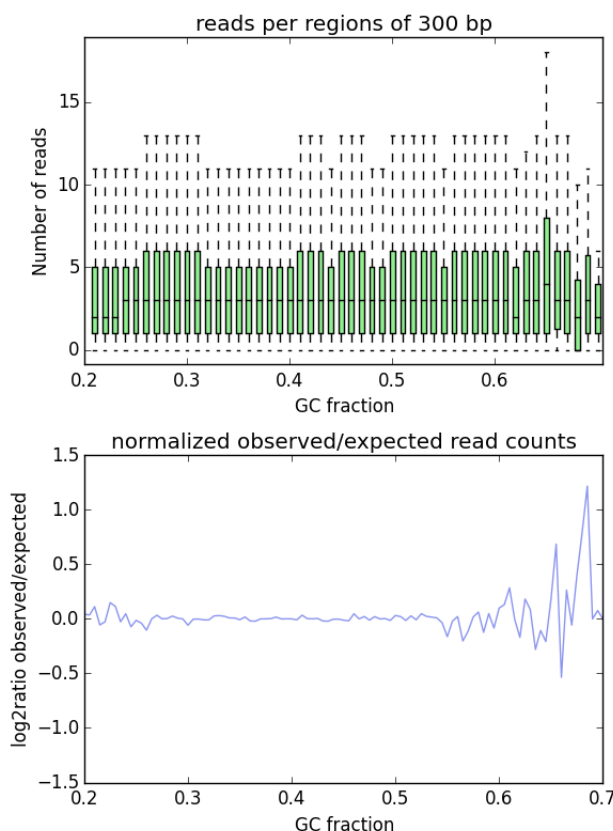 reads per regions of 300 bp
Number of reads
15
10
5
0
0.2 0.3 0.4 0.5 0.6
GC fraction
normalized observed/expected read counts
log2ratio observed/expected
1.5
1.0
0.5
0.0
−0.5
−1.0
−1.5
0.2 0.3 0.4 0.5 0.6 0.7
GC fraction